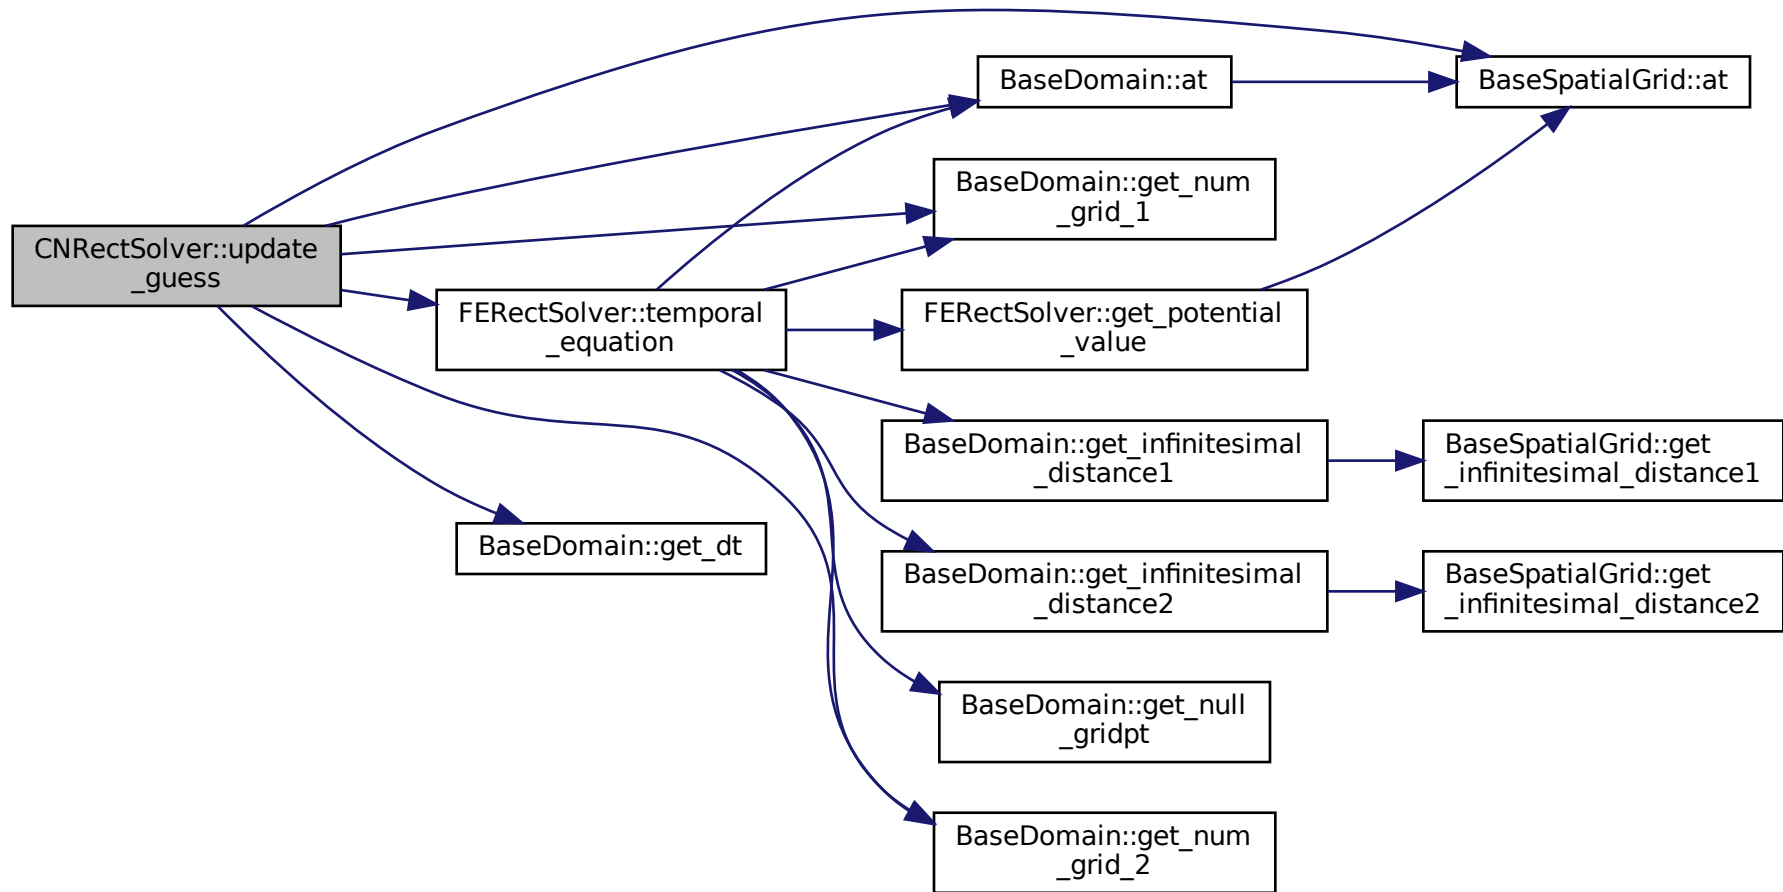 CNRectSolver::update
_guess
BaseSpatialGrid::at
BaseDomain::at
BaseDomain::get_num
_grid_1
FERectSolver::temporal
_equation
FERectSolver::get_potential
_value
BaseDomain::get_infinitesimal
_distance1
BaseSpatialGrid::get
_infinitesimal_distance1
BaseDomain::get_infinitesimal
_distance2
BaseSpatialGrid::get
_infinitesimal_distance2
BaseDomain::get_null
_gridpt
BaseDomain::get_num
_grid_2
BaseDomain::get_dt